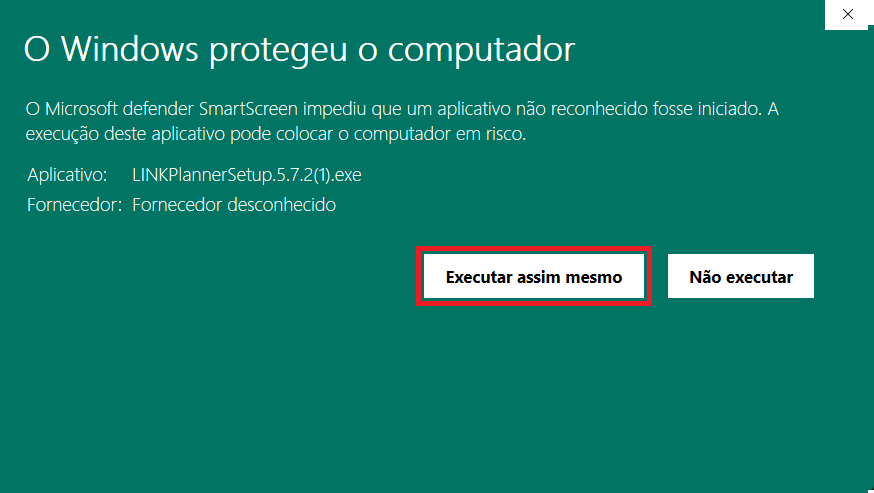 O Windows protegeu o computador
O Microsoft defender SmartScreen impediu que um aplicativo não reconhecido fosse iniciado. A
execução deste aplicativo pode colocar o computador em risco.
Aplicativo: LINKPlannerSetup.5.7.2(1).exe
Fornecedor: Fornecedor desconhecido
Executar assim mesmo Não executar